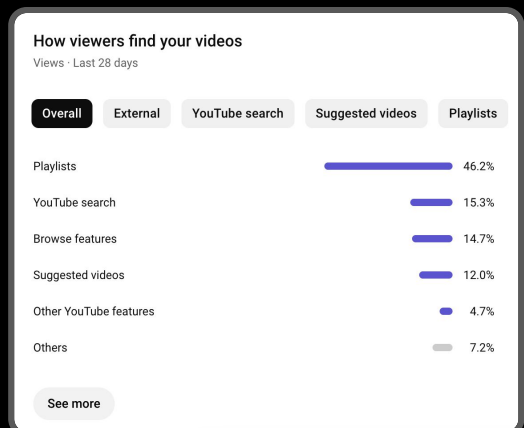 How viewers find your videos
Views · Last 28 days
Overall External YouTube search Suggested videos Playlists
Playlists 46.2%
YouTube search 15.3%
Browse features 14.7%
Suggested videos 12.0%
Other YouTube features 4.7%
Others 7.2%
See more